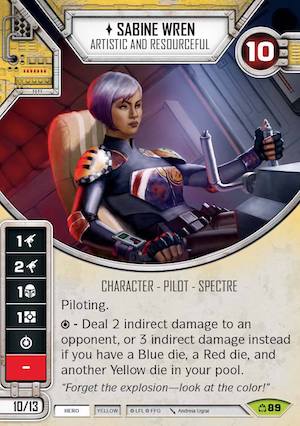 SABINE WREN
ARTISTIC AND RESOURCEFUL
10
CHARACTER - PILOT - SPECTRE
Piloting.
- Deal 2 indirect damage to an
opponent, or 3 indirect damage instead
if you have a Blue die, a Red die, and
another Yellow die in your pool.
“Forget the explosion—look at the color!”
1
2
1
1
-
10/13
HERO
YELLOW
© LFL © FFG
Andreia Ugrai
89